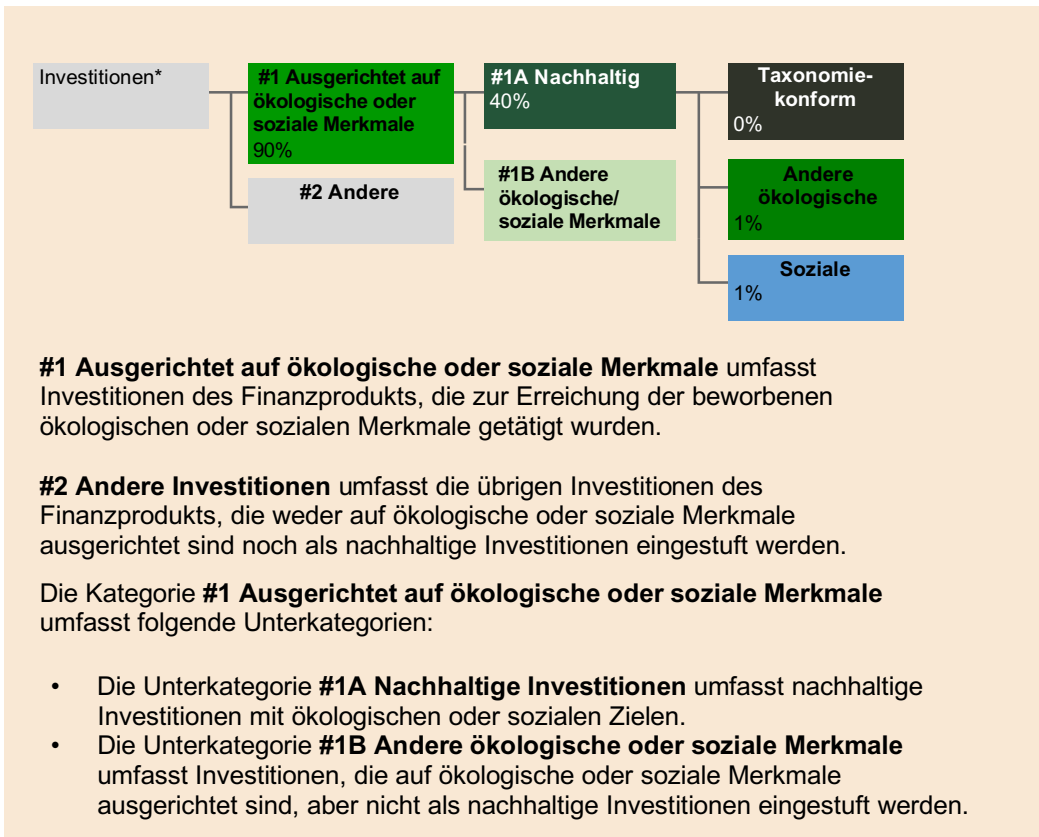 Investitionen*
#1 Ausgerichtet auf
ökologische oder
soziale Merkmale
90%
#2 Andere
#1A Nachhaltig
40%
#1B Andere
ökologische/
soziale Merkmale
Taxonomie-
konform
0%
Andere
ökologische
1%
Soziale
1%
#1 Ausgerichtet auf ökologische oder soziale Merkmale umfasst
Investitionen des Finanzprodukts, die zur Erreichung der beworbenen
ökologischen oder sozialen Merkmale getätigt wurden.
#2 Andere Investitionen umfasst die übrigen Investitionen des
Finanzprodukts, die weder auf ökologische oder soziale Merkmale
ausgerichtet sind noch als nachhaltige Investitionen eingestuft werden.
Die Kategorie #1 Ausgerichtet auf ökologische oder soziale Merkmale
umfasst folgende Unterkategorien:
• Die Unterkategorie #1A Nachhaltige Investitionen umfasst nachhaltige
Investitionen mit ökologischen oder sozialen Zielen.
• Die Unterkategorie #1B Andere ökologische oder soziale Merkmale
umfasst Investitionen, die auf ökologische oder soziale Merkmale
ausgerichtet sind, aber nicht als nachhaltige Investitionen eingestuft werden.